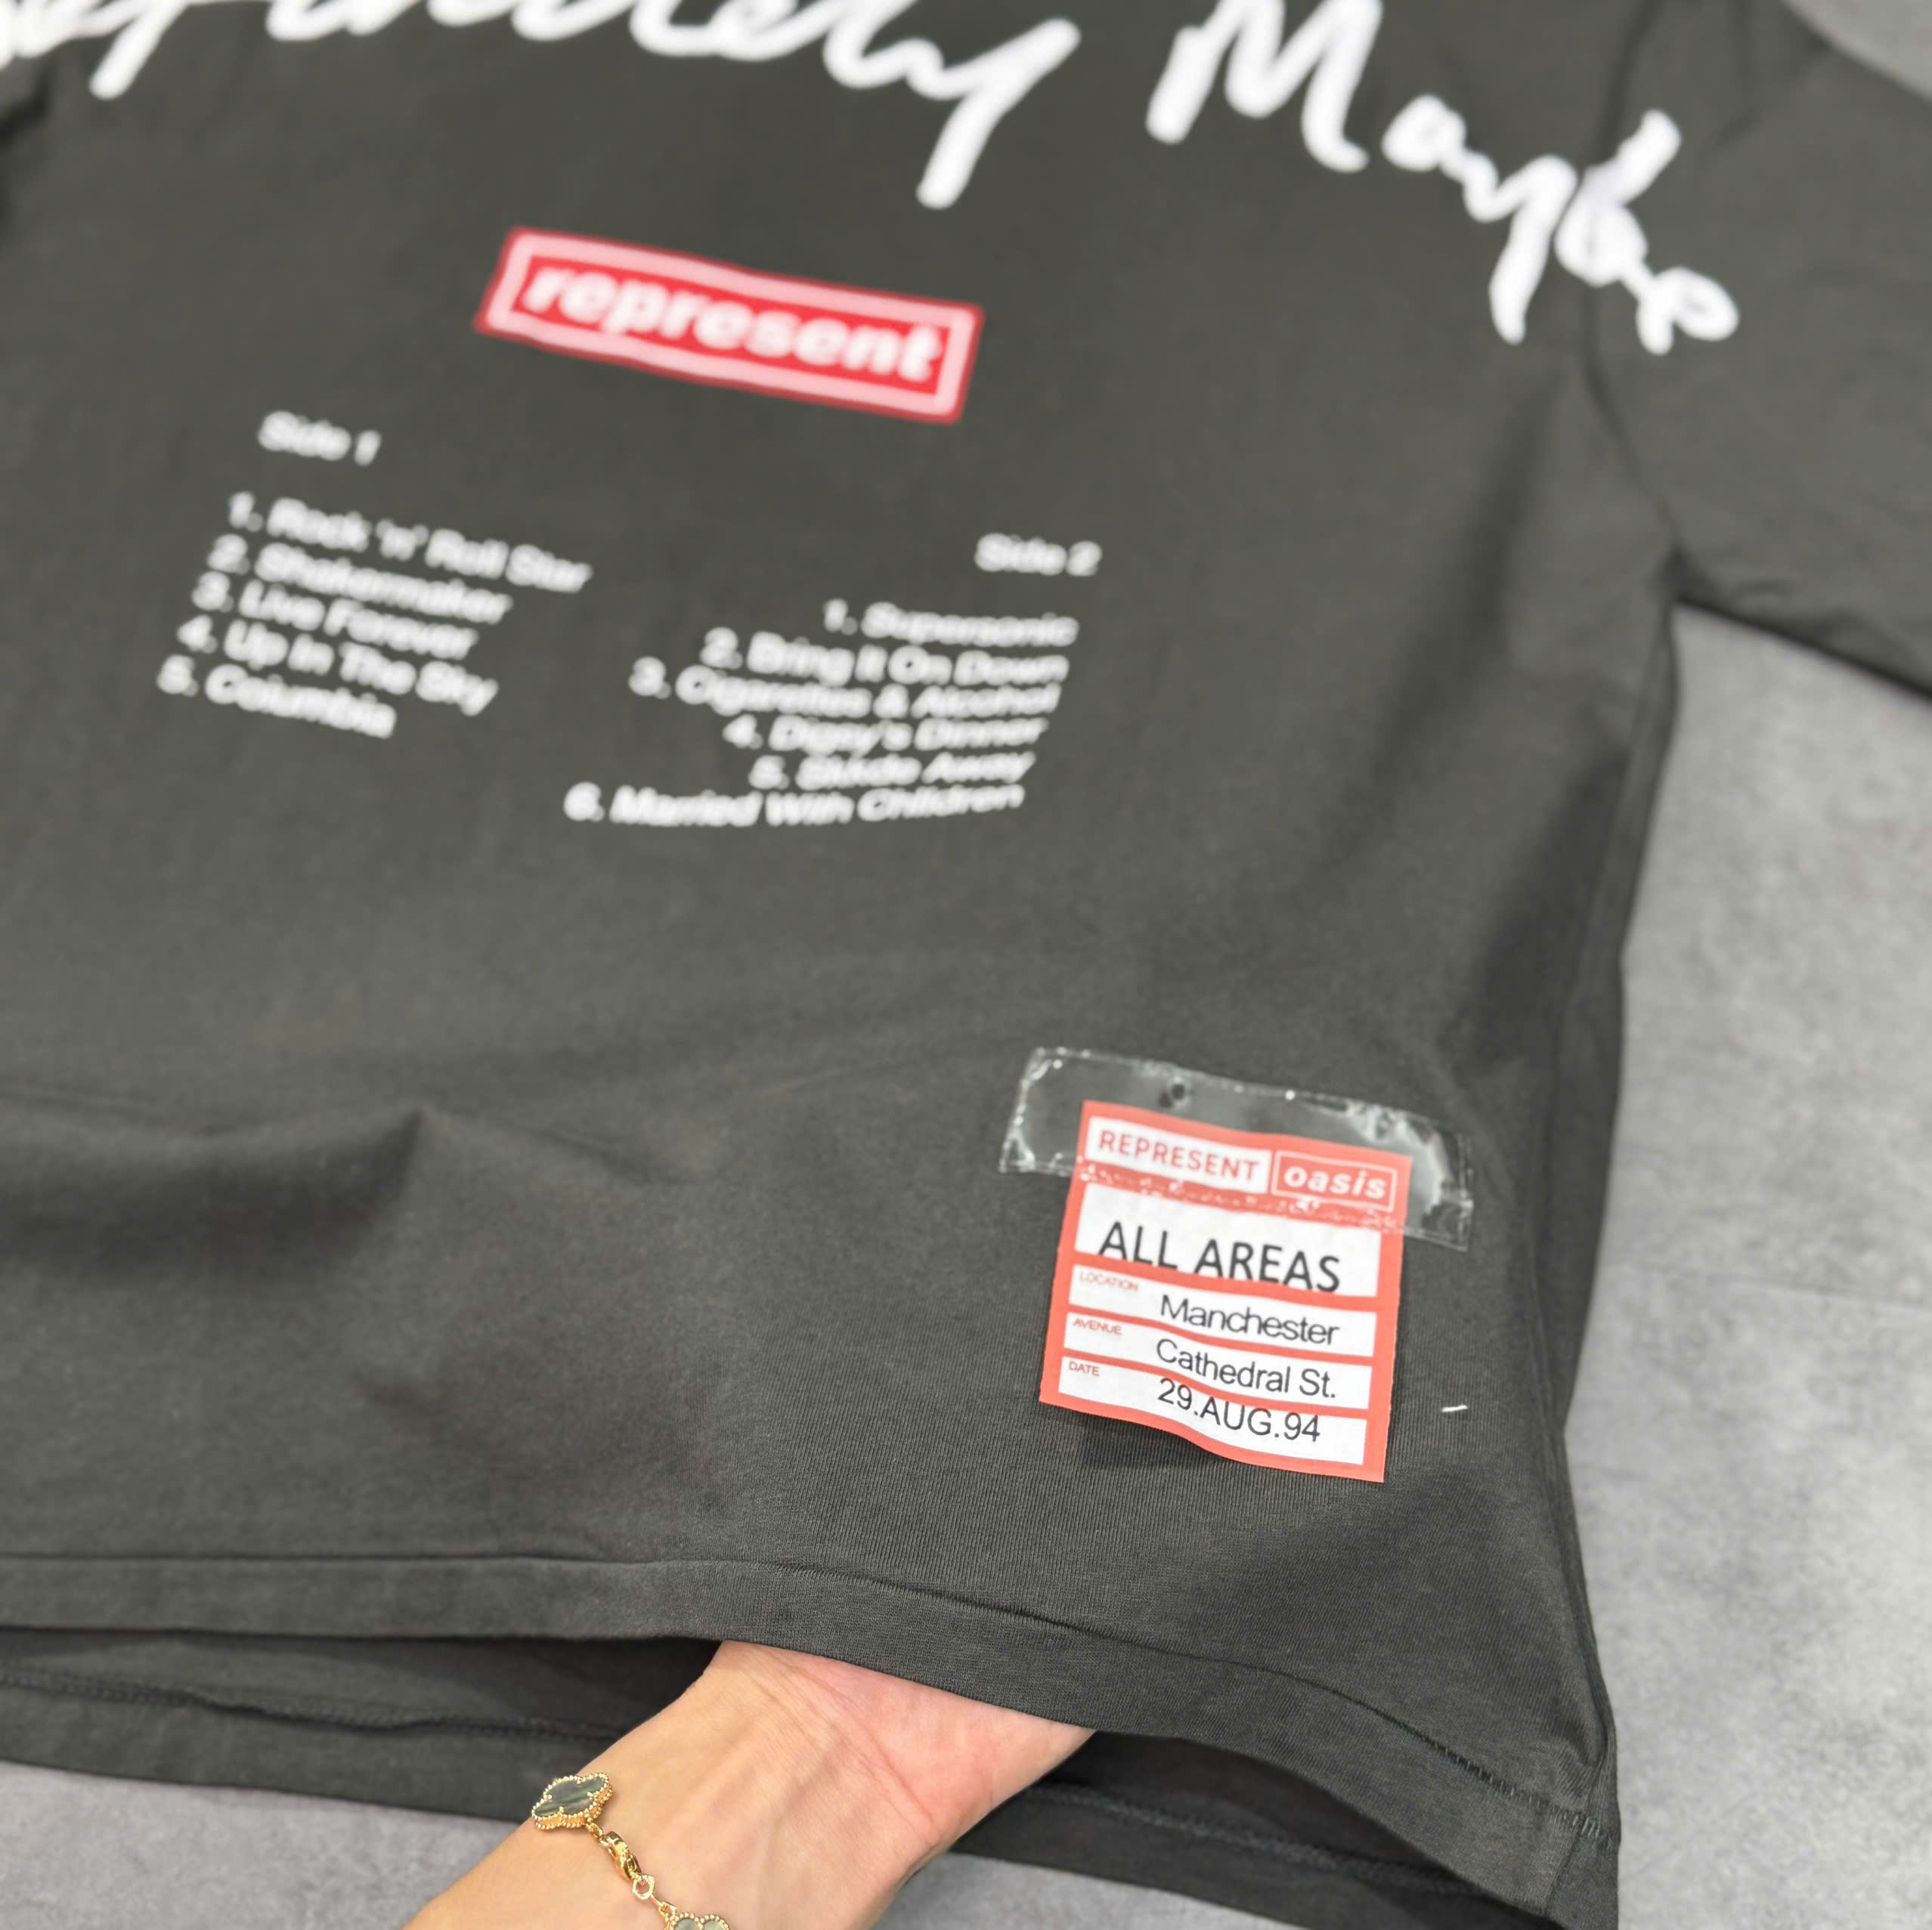 Definitely Maybe
represent
Side 1
1. Rock 'n' Roll Star
2. Shakermaker
3. Live Forever
4. Up In The Sky
5. Columbia
Side 2
1. Supersonic
2. Bring It On Down
3. Cigarettes & Alcohol
4. Digsy's Dinner
5. Slide Away
6. Married With Children
REPRESENT oasis
ALL AREAS
LOCATION Manchester
AVENUE Cathedral St.
DATE 29.AUG.94